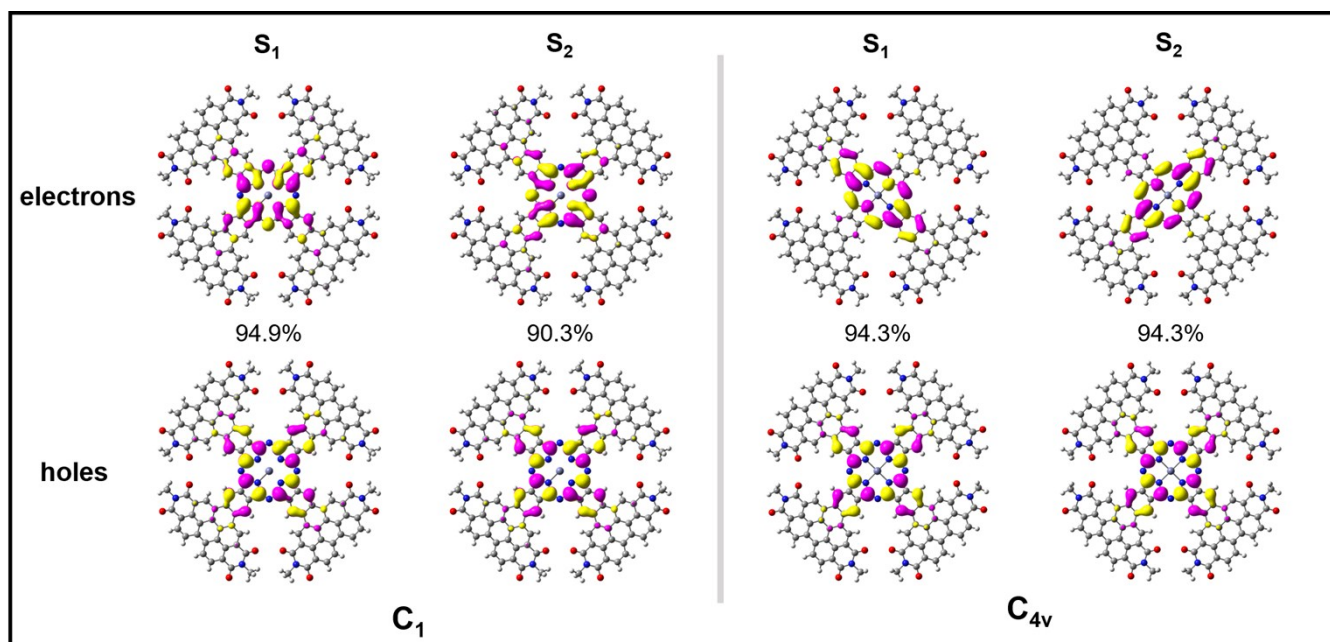 S₁ S₂ S₁ S₂
electrons
94.9% 90.3% 94.3% 94.3%
holes
C₁ C₄ᵥ